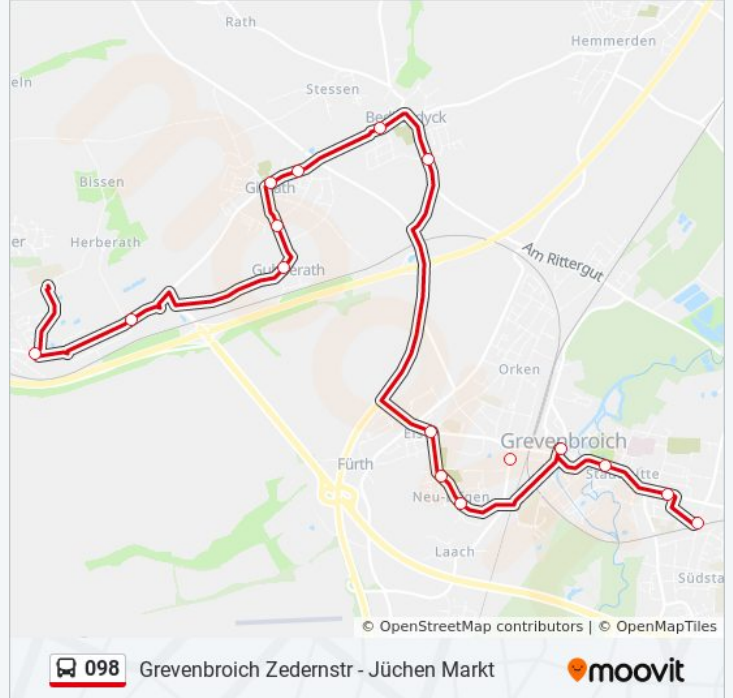 Rath
Hemmerden
Stessen
Bissen
Herberath
Am Rittergut
Orken
Grevenbroich
Fürth
Laach
Südsta
© OpenStreetMap contributors | © OpenMapTiles
098 Grevenbroich Zedernstr - Jüchen Markt moovit